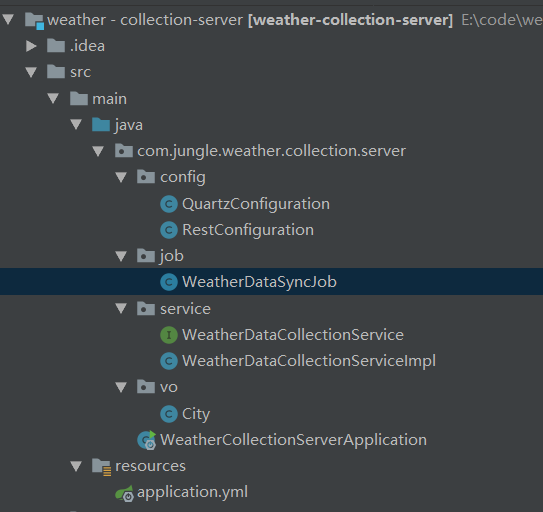 weather - collection-server [weather-collection-server] E:\code\we
.idea
src
main
java
com.jungle.weather.collection.server
config
QuartzConfiguration
RestConfiguration
job
WeatherDataSyncJob
service
WeatherDataCollectionService
WeatherDataCollectionServiceImpl
vo
City
WeatherCollectionServerApplication
resources
application.yml